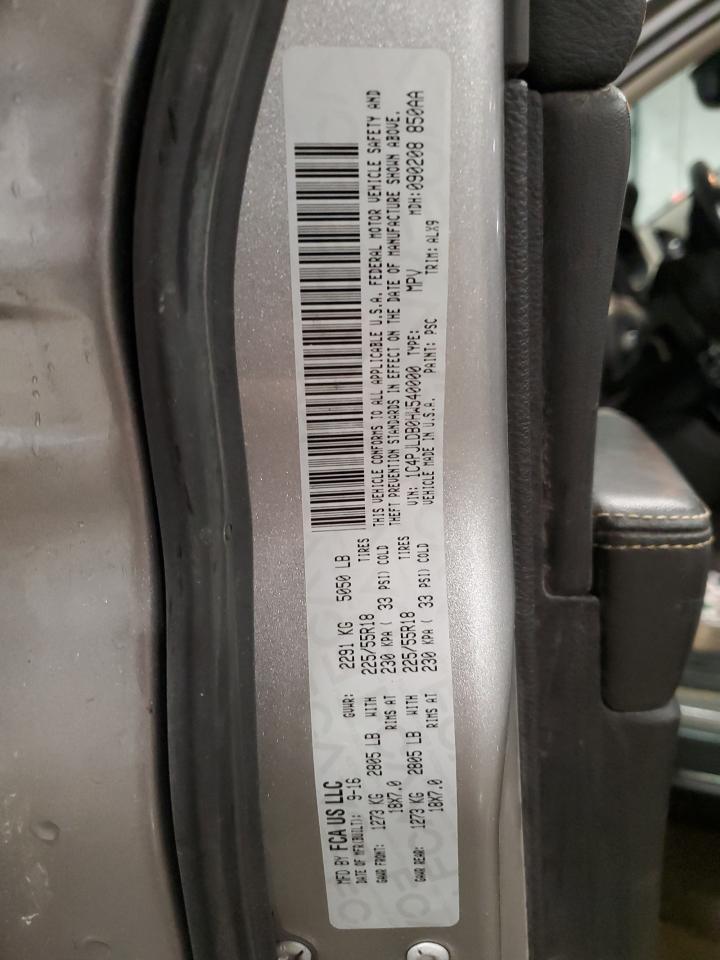 MFD BY FCA US LLC
DATE OF MFR(BUILT): 9-16 GVWR: 2291 KG 5050 LB
GAWR FRONT: 1273 KG 2805 LB WITH 225/55R18 TIRES
18X7.0 RIMS AT 230 KPA ( 33 PSI) COLD
GAWR REAR: 1273 KG 2805 LB WITH 225/55R18 TIRES
18X7.0 RIMS AT 230 KPA ( 33 PSI) COLD
THIS VEHICLE CONFORMS TO ALL APPLICABLE U.S.A. FEDERAL MOTOR VEHICLE SAFETY AND
THEFT PREVENTION STANDARDS IN EFFECT ON THE DATE OF MANUFACTURE SHOWN ABOVE.
VIN: 1C4PJLDB0HW540000 TYPE: MPV MDH:090208 850AA
VEHICLE MADE IN U.S.A. PAINT: PSC TRIM: ALX9